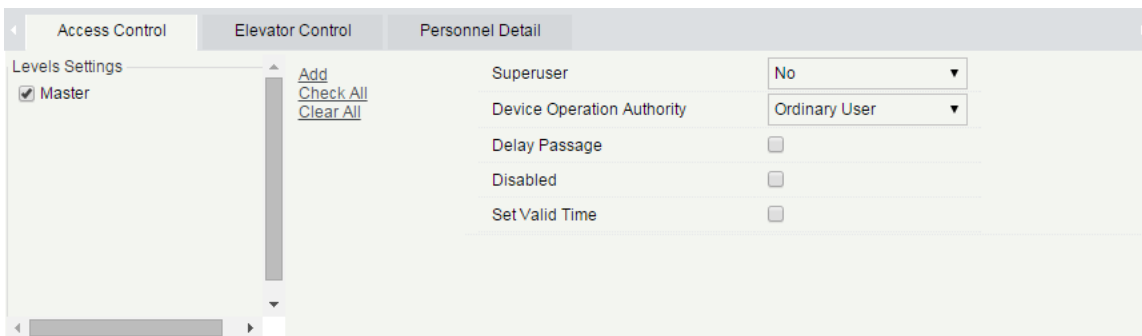 Access Control
Elevator Control
Personnel Detail
Levels Settings
Master
Add
Check All
Clear All
Superuser
No
Device Operation Authority
Ordinary User
Delay Passage
Disabled
Set Valid Time